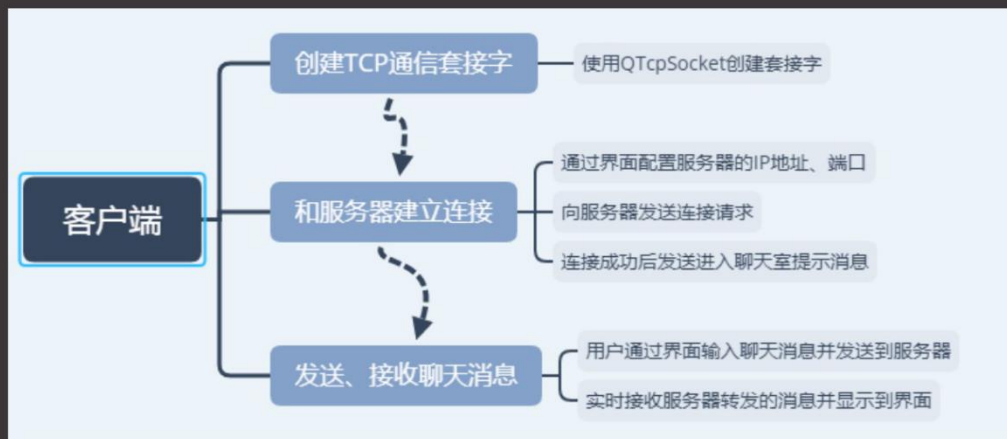 客户端
创建TCP通信套接字
使用QTcpSocket创建套接字
和服务器建立连接
通过界面配置服务器的IP地址、端口
向服务器发送连接请求
连接成功后发送进入聊天室提示消息
发送、接收聊天消息
用户通过界面输入聊天消息并发送到服务器
实时接收服务器转发的消息并显示到界面